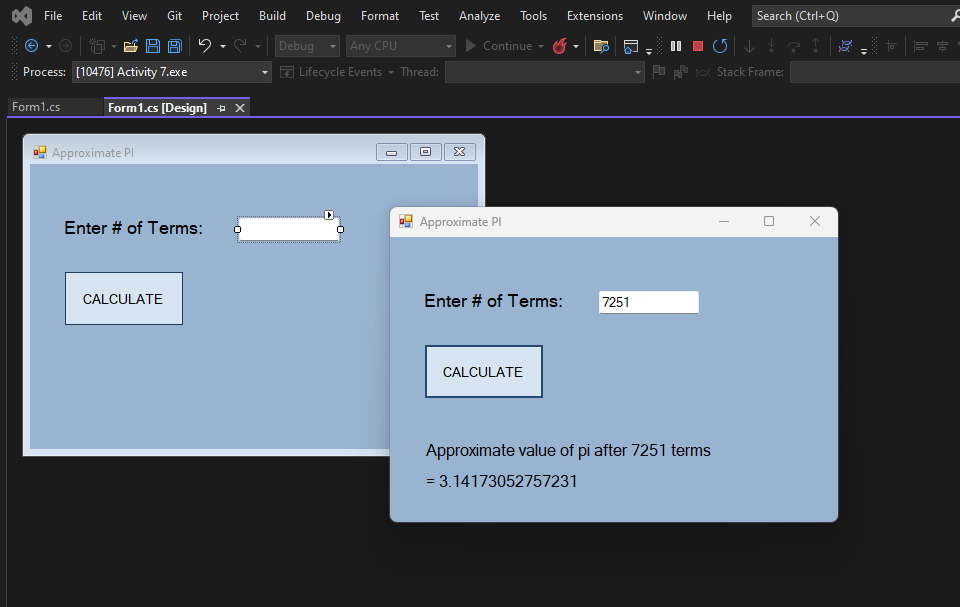 File Edit View Git Project Build Debug Format Test Analyze Tools Extensions Window Help Search (Ctrl+Q)
Debug Any CPU Continue
Process: [10476] Activity 7.exe Lifecycle Events Thread: Stack Frame:
Form1.cs Form1.cs [Design]
Approximate PI
Enter # of Terms:
CALCULATE
Approximate PI
Enter # of Terms: 7251
CALCULATE
Approximate value of pi after 7251 terms
= 3.14173052757231